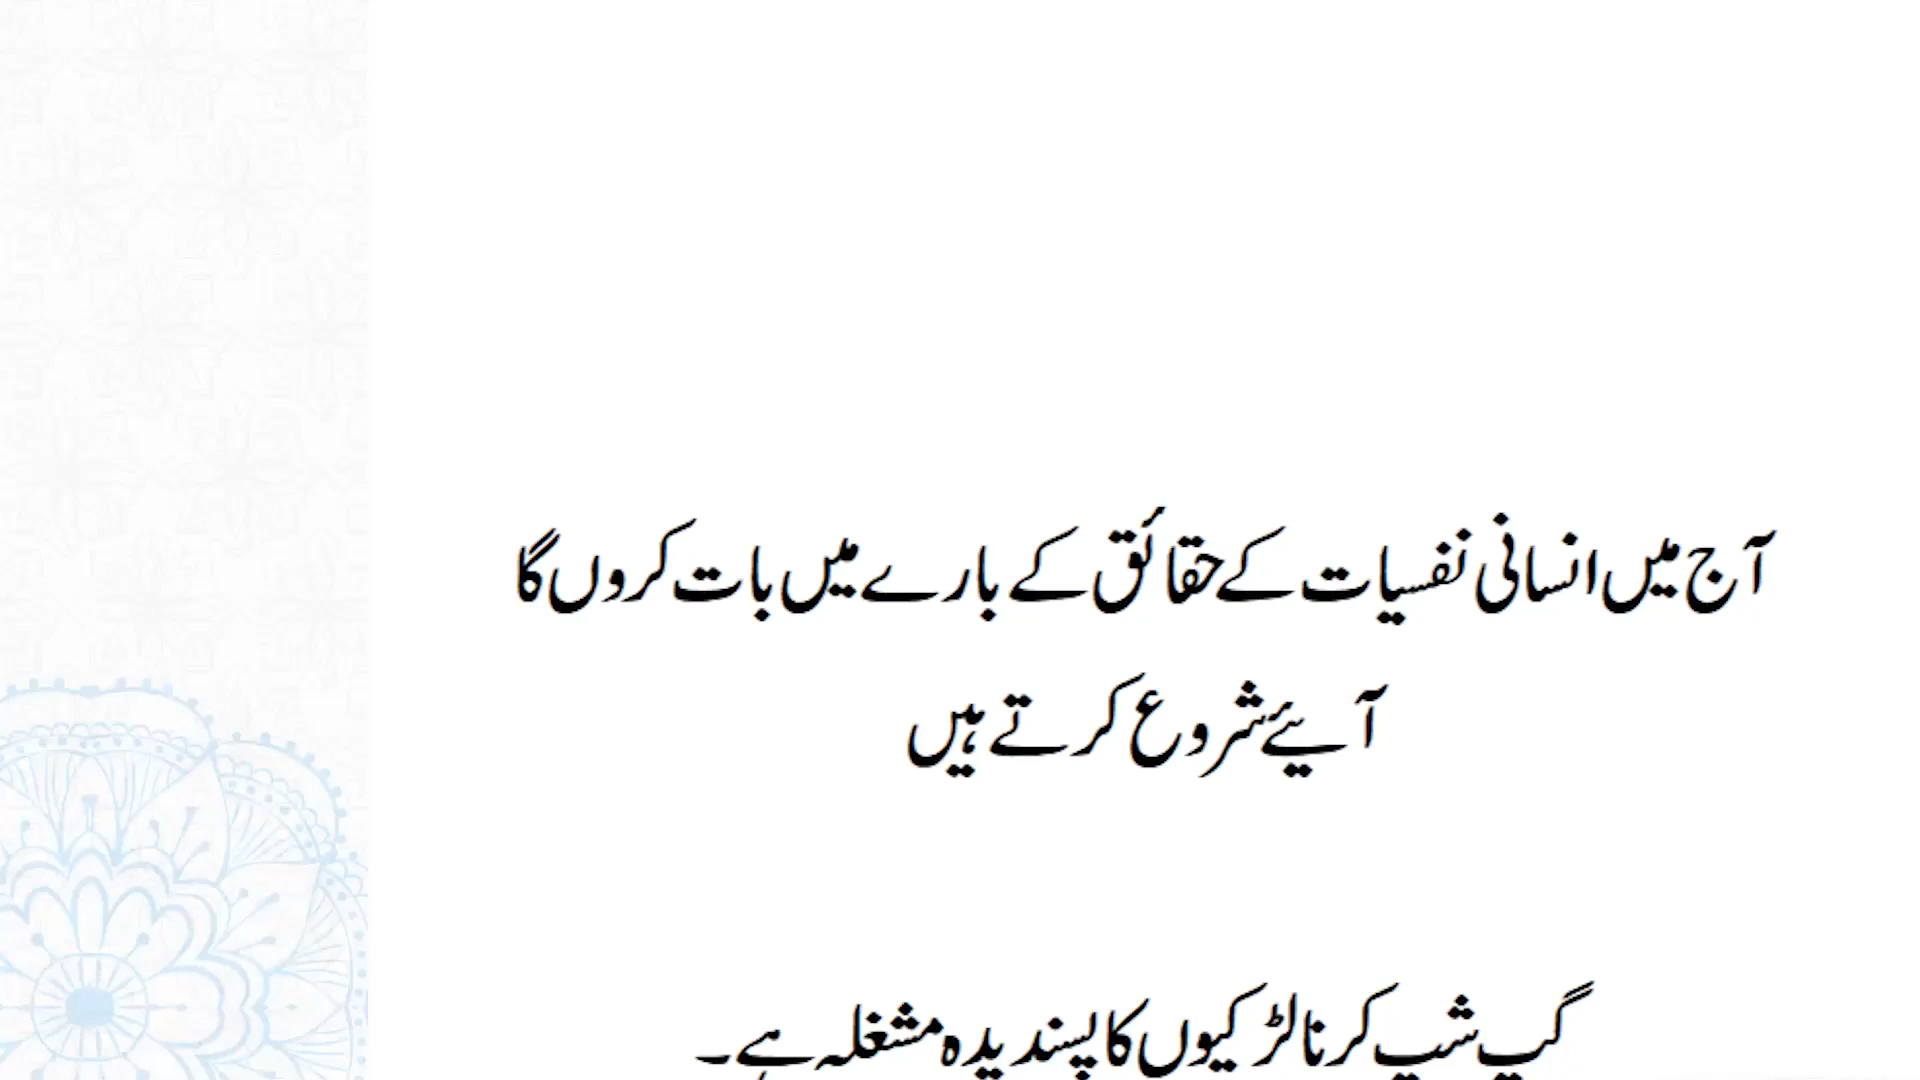 آج میں انسانی نفسیات کے حقائق کے بارے میں بات کروں گا
آیئے شروع کرتے ہیں
گپ شپ کرنا لڑکیوں کا پسندیدہ مشغلہ ہے۔